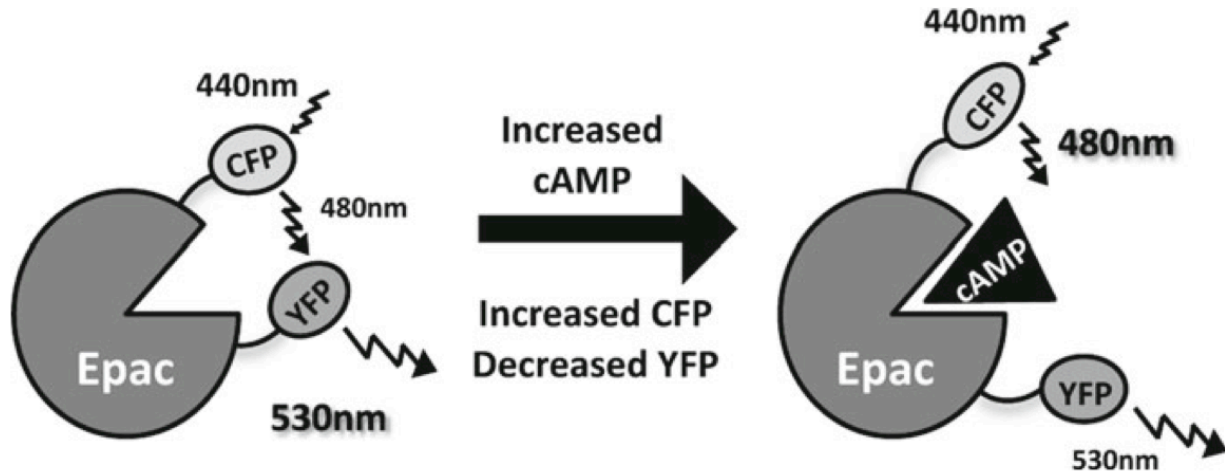 440nm
CFP
480nm
YFP
Epac
530nm
Increased
cAMP
Increased CFP
Decreased YFP
440nm
CFP
480nm
cAMP
Epac
YFP
530nm